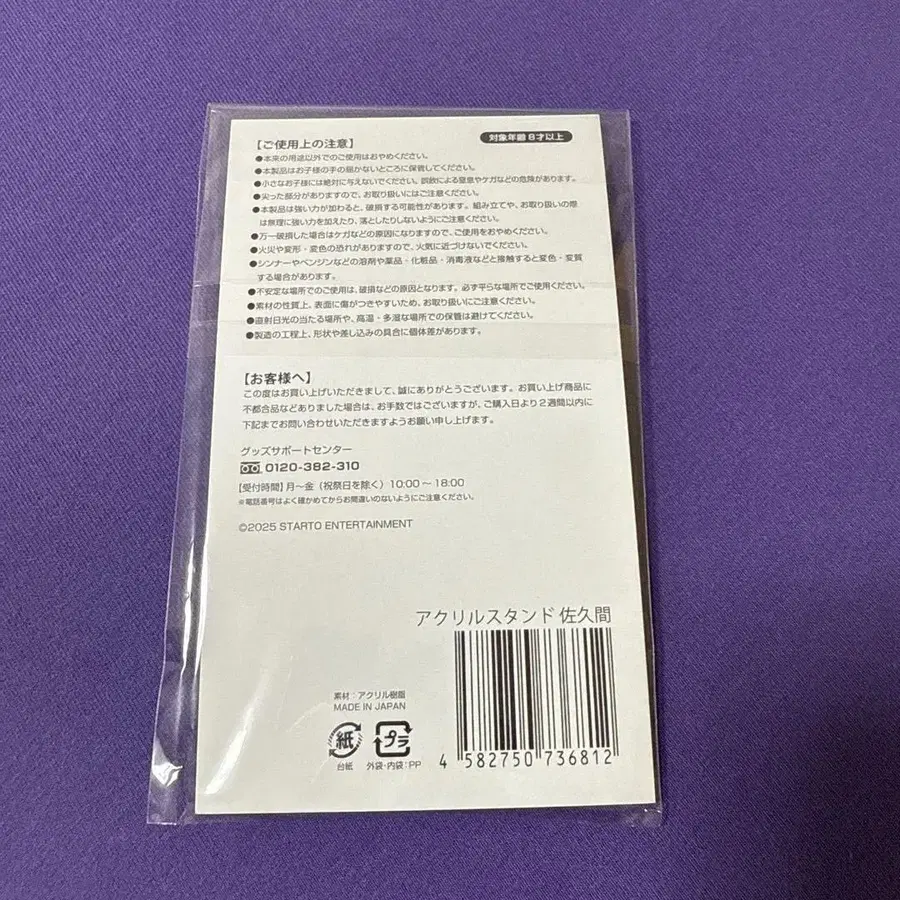 【ご使用上の注意】
対象年齢 8才以上
●本来の用途以外でのご使用はおやめください。
●本製品はお子様の手の届かないところに保管してください。
●小さなお子様には絶対に与えないでください。誤飲による窒息やケガなどの危険があります。
●尖った部分がありますので、お取り扱いにはご注意ください。
●本製品は強い力が加わると、破損する可能性があります。組み立てや、お取り扱いの際
は無理に強い力を加えたり、落としたりしないようにご注意ください。
●万一破損した場合はケガなどの原因になりますので、ご使用をおやめください。
●火災や変形・変色の恐れがありますので、火気に近づけないでください。
●シンナーやベンジンなどの溶剤や薬品・化粧品・消毒液などと接触すると変色・変質
する場合があります。
●不安定な場所でのご使用は、破損などの原因となります。必ず平らな場所でご使用ください。
●素材の性質上、表面に傷がつきやすいため、お取り扱いにご注意ください。
●直射日光の当たる場所や、高温・多湿な場所での保管は避けてください。
●製造の工程上、形状や差し込みの具合に個体差があります。
【お客様へ】
この度はお買い上げいただきまして、誠にありがとうございます。お買い上げ商品に
不都合品などありました場合は、お手数ではございますが、ご購入日より2週間以内に
下記までお問い合わせいただきますようお願い申し上げます。
グッズサポートセンター
0120-382-310
【受付時間】月〜金（祝祭日を除く）10:00〜18:00
※電話番号はよく確かめてからお間違いのないようにご注意ください。
©2025 STARTO ENTERTAINMENT
アクリルスタンド 佐久間
素材：アクリル樹脂
MADE IN JAPAN
紙
プラ
台紙
外袋・内袋：PP
4 582750 736812